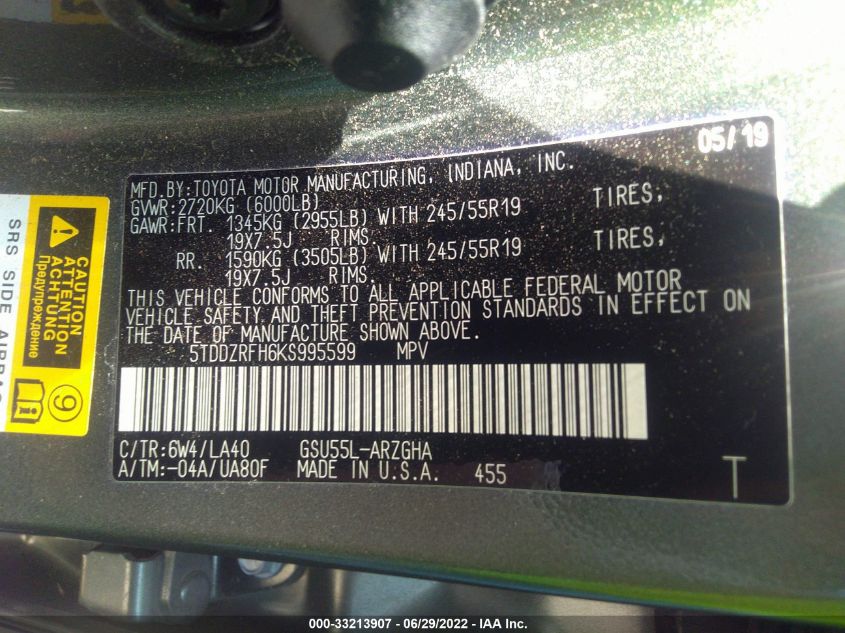 05/19
MFD. BY: TOYOTA MOTOR MANUFACTURING, INDIANA, INC.
GVWR: 2720KG (6000LB)
GAWR: FRT. 1345KG (2955LB) WITH 245/55R19 TIRES,
19X7.5J RIMS.
RR. 1590KG (3505LB) WITH 245/55R19 TIRES,
19X7.5J RIMS.
THIS VEHICLE CONFORMS TO ALL APPLICABLE FEDERAL MOTOR
VEHICLE SAFETY AND THEFT PREVENTION STANDARDS IN EFFECT ON
THE DATE OF MANUFACTURE SHOWN ABOVE.
5TDDZRFH6KS995599 MPV
C/TR: 6W4/LA40 GSU55L-ARZGHA
A/TM: -04A/UA80F MADE IN U.S.A. 455
T
CAUTION
ATTENTION
ACHTUNG
Предупреждение
SRS SIDE AIRBAG
9
000-33213907 - 06/29/2022 - IAA Inc.